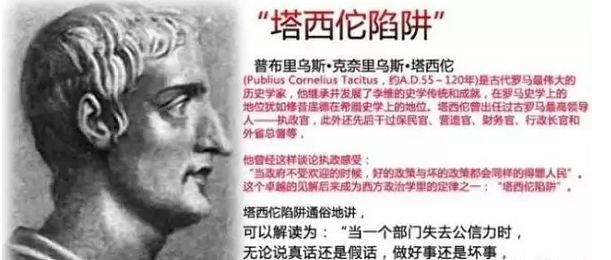 “塔西佗陷阱”
普布里乌斯•克奈里乌斯•塔西佗
(Publius Cornelius Tacitus，约A.D.55－120年)是古代罗马最伟大的
历史学家，他继承并发展了李维的史学传统和成就，在罗马史学上的
地位犹如修昔底德在希腊史学上的地位。塔西佗曾出任过古罗马最高领导
人——执政官，此外还先后干过保民官、营造官、财务官、行政长官和
外省总督等，
他曾经这样谈论执政感受：
“当政府不受欢迎的时候，好的政策与坏的政策都会同样的得罪人民”。
这个卓越的见解后来成为西方政治学里的定律之一：“塔西佗陷阱”。
塔西佗陷阱通俗地讲，
可以解读为：“当一个部门失去公信力时，
无论说真话还是假话，做好事还是坏事，